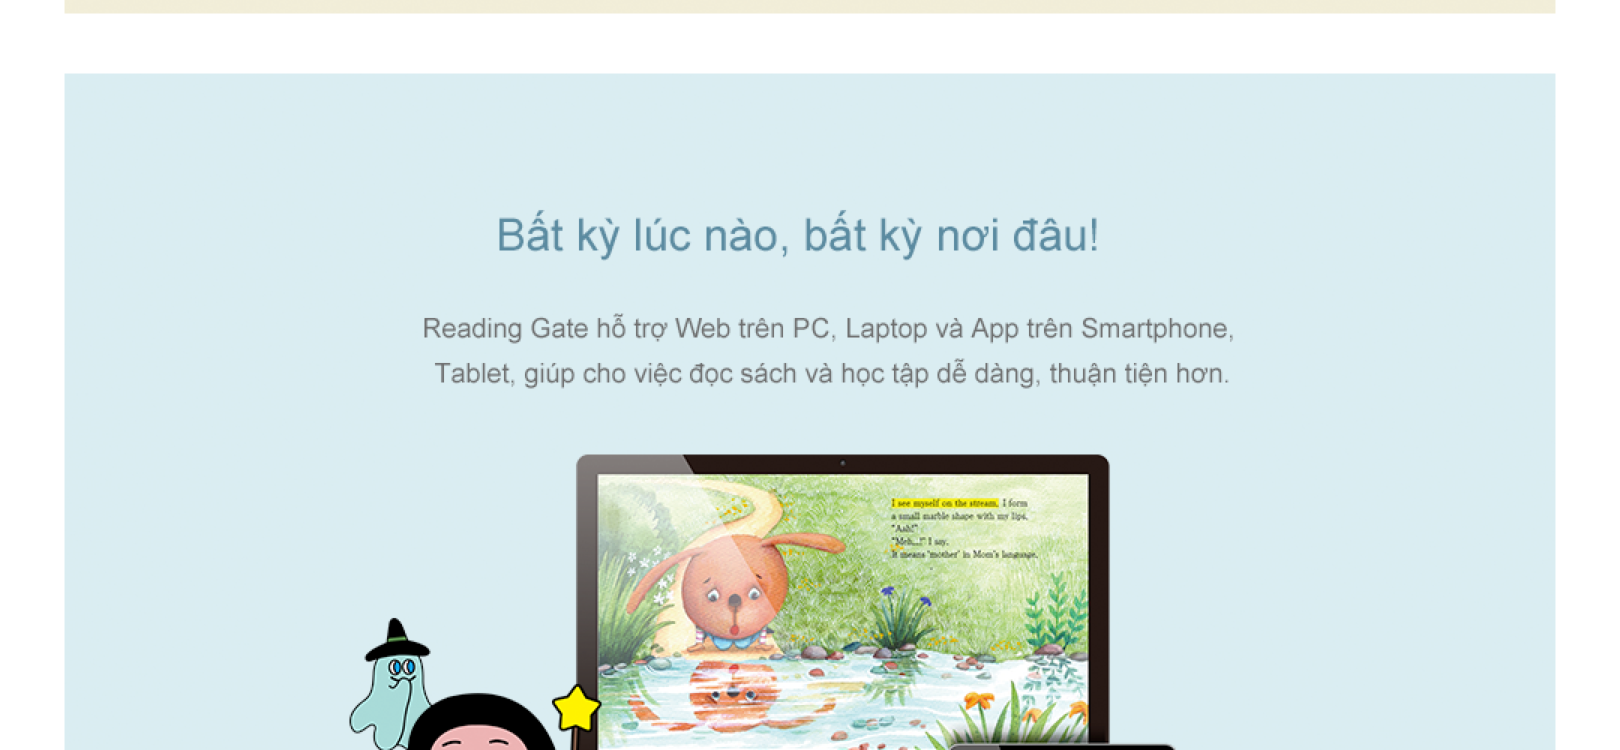 Bất kỳ lúc nào, bất kỳ nơi đâu!
Reading Gate hỗ trợ Web trên PC, Laptop và App trên Smartphone,
Tablet, giúp cho việc đọc sách và học tập dễ dàng, thuận tiện hơn.
I see myself on the stream. I form
a small marble shape with my lips.
"Aah!"
"Meh...!" I say.
It means 'mother' in Mom's language.